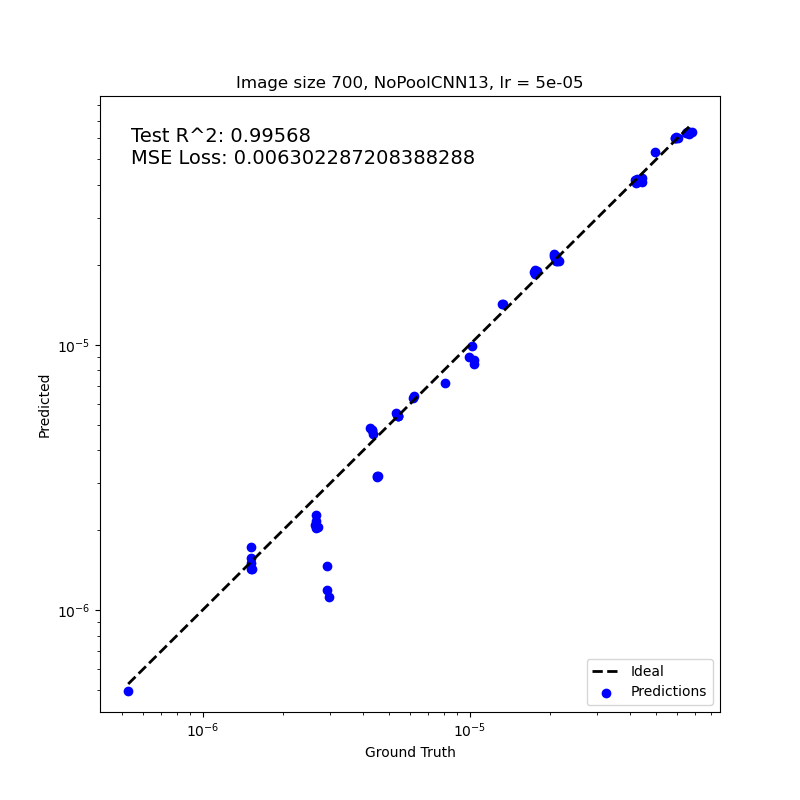 Image size 700, NoPoolCNN13, lr = 5e-05
Test R^2: 0.99568
MSE Loss: 0.006302287208388288
10⁻⁵
10⁻⁶
Predicted
Ideal
Predictions
10⁻⁶ 10⁻⁵
Ground Truth